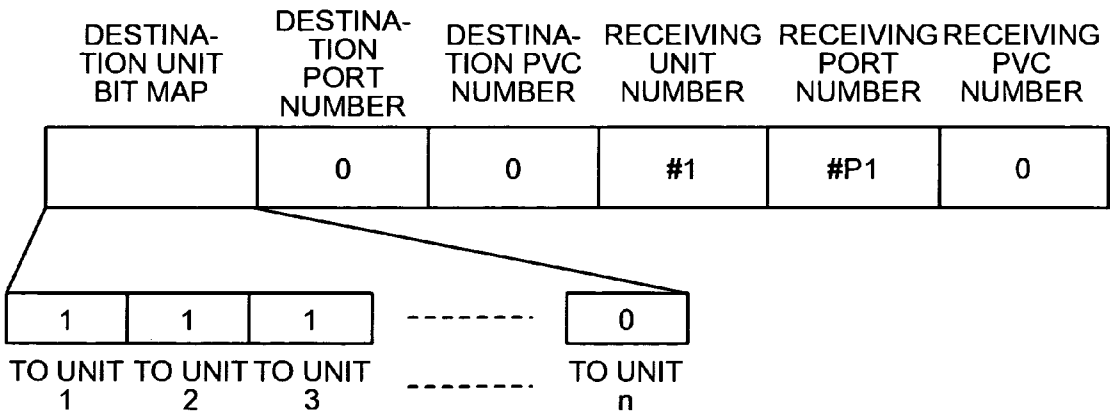 DESTINA-
TION UNIT
BIT MAP
DESTINA-
TION
PORT
NUMBER
DESTINA-
TION PVC
NUMBER
RECEIVING
UNIT
NUMBER
RECEIVING
PORT
NUMBER
RECEIVING
PVC
NUMBER
0 0 #1 #P1 0
1 1 1 0
TO UNIT
1
TO UNIT
2
TO UNIT
3
TO UNIT
n